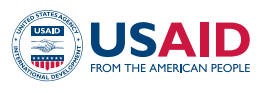 UNITED STATES AGENCY
USAID
INTERNATIONAL DEVELOPMENT
USAID
FROM THE AMERICAN PEOPLE